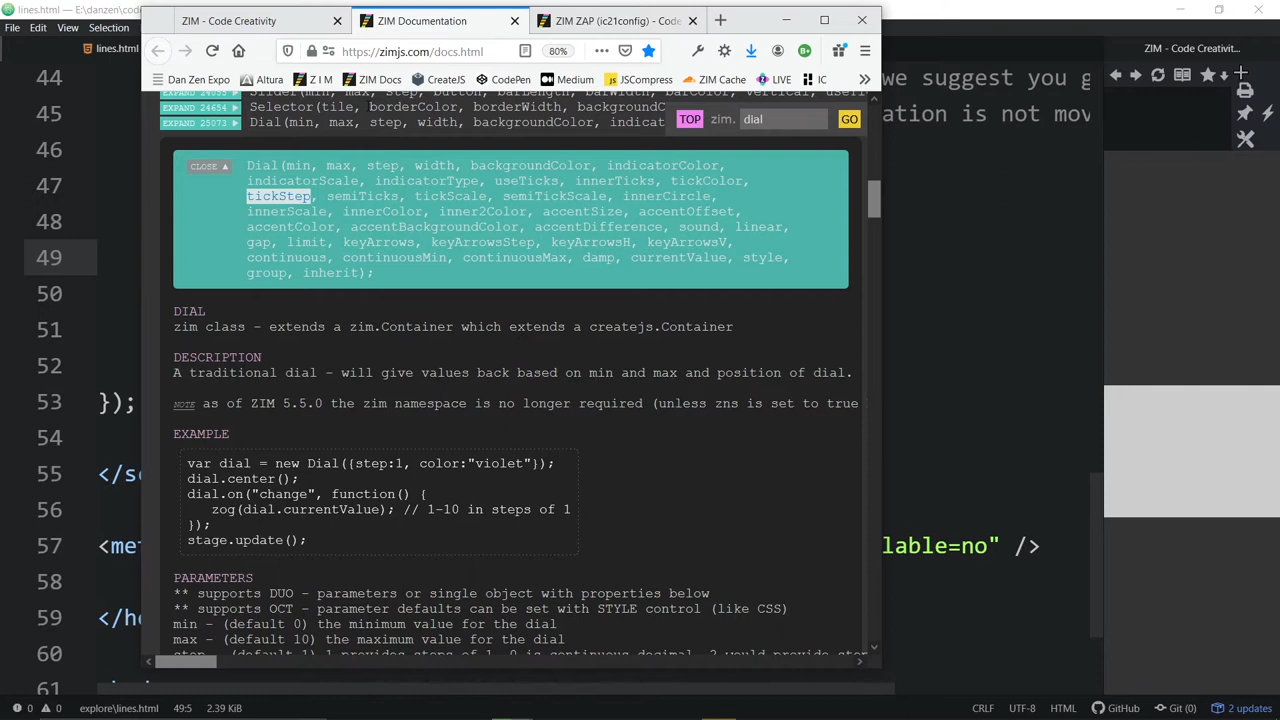 lines.html — E:\danzen\
File Edit View Selection
lines.html
ZIM - Code Creativity
ZIM Documentation
ZIM ZAP (ic21config) - Code
https://zimjs.com/docs.html
80%
Dan Zen Expo
Altura
Z I M
ZIM Docs
CreateJS
CodePen
Medium
JSCompress
ZIM Cache
LIVE
IC
Selector(tile, borderColor, borderWidth, backgroundC
EXPAND 24654
Dial(min, max, step, width, backgroundColor, indicat
EXPAND 25073
TOP zim. dial GO
CLOSE
Dial(min, max, step, width, backgroundColor, indicatorColor,
indicatorScale, indicatorType, useTicks, innerTicks, tickColor,
tickStep, semiTicks, tickScale, semiTickScale, innerCircle,
innerScale, innerColor, inner2Color, accentSize, accentOffset,
accentColor, accentBackgroundColor, accentDifference, sound, linear,
gap, limit, keyArrows, keyArrowsStep, keyArrowsH, keyArrowsV,
continuous, continuousMin, continuousMax, damp, currentValue, style,
group, inherit);
DIAL
zim class - extends a zim.Container which extends a createjs.Container
DESCRIPTION
A traditional dial - will give values back based on min and max and position of dial.
NOTE as of ZIM 5.5.0 the zim namespace is no longer required (unless zns is set to true
EXAMPLE
var dial = new Dial({step:1, color:"violet"});
dial.center();
dial.on("change", function() {
zog(dial.currentValue); // 1-10 in steps of 1
});
stage.update();
PARAMETERS
** supports DUO - parameters or single object with properties below
** supports OCT - parameter defaults can be set with STYLE control (like CSS)
min - (default 0) the minimum value for the dial
max - (default 10) the maximum value for the dial
44
we suggest you g
45
ation is not mov
46
47
48
49
50
51
52
53 });
54
55 </s
56
57 <me
lable=no" />
58
59 </h
60
61
ZIM - Code Creativit...
0 0 explore\lines.html 49:5 2.39 KiB
CRLF UTF-8 HTML GitHub Git (0) 2 updates